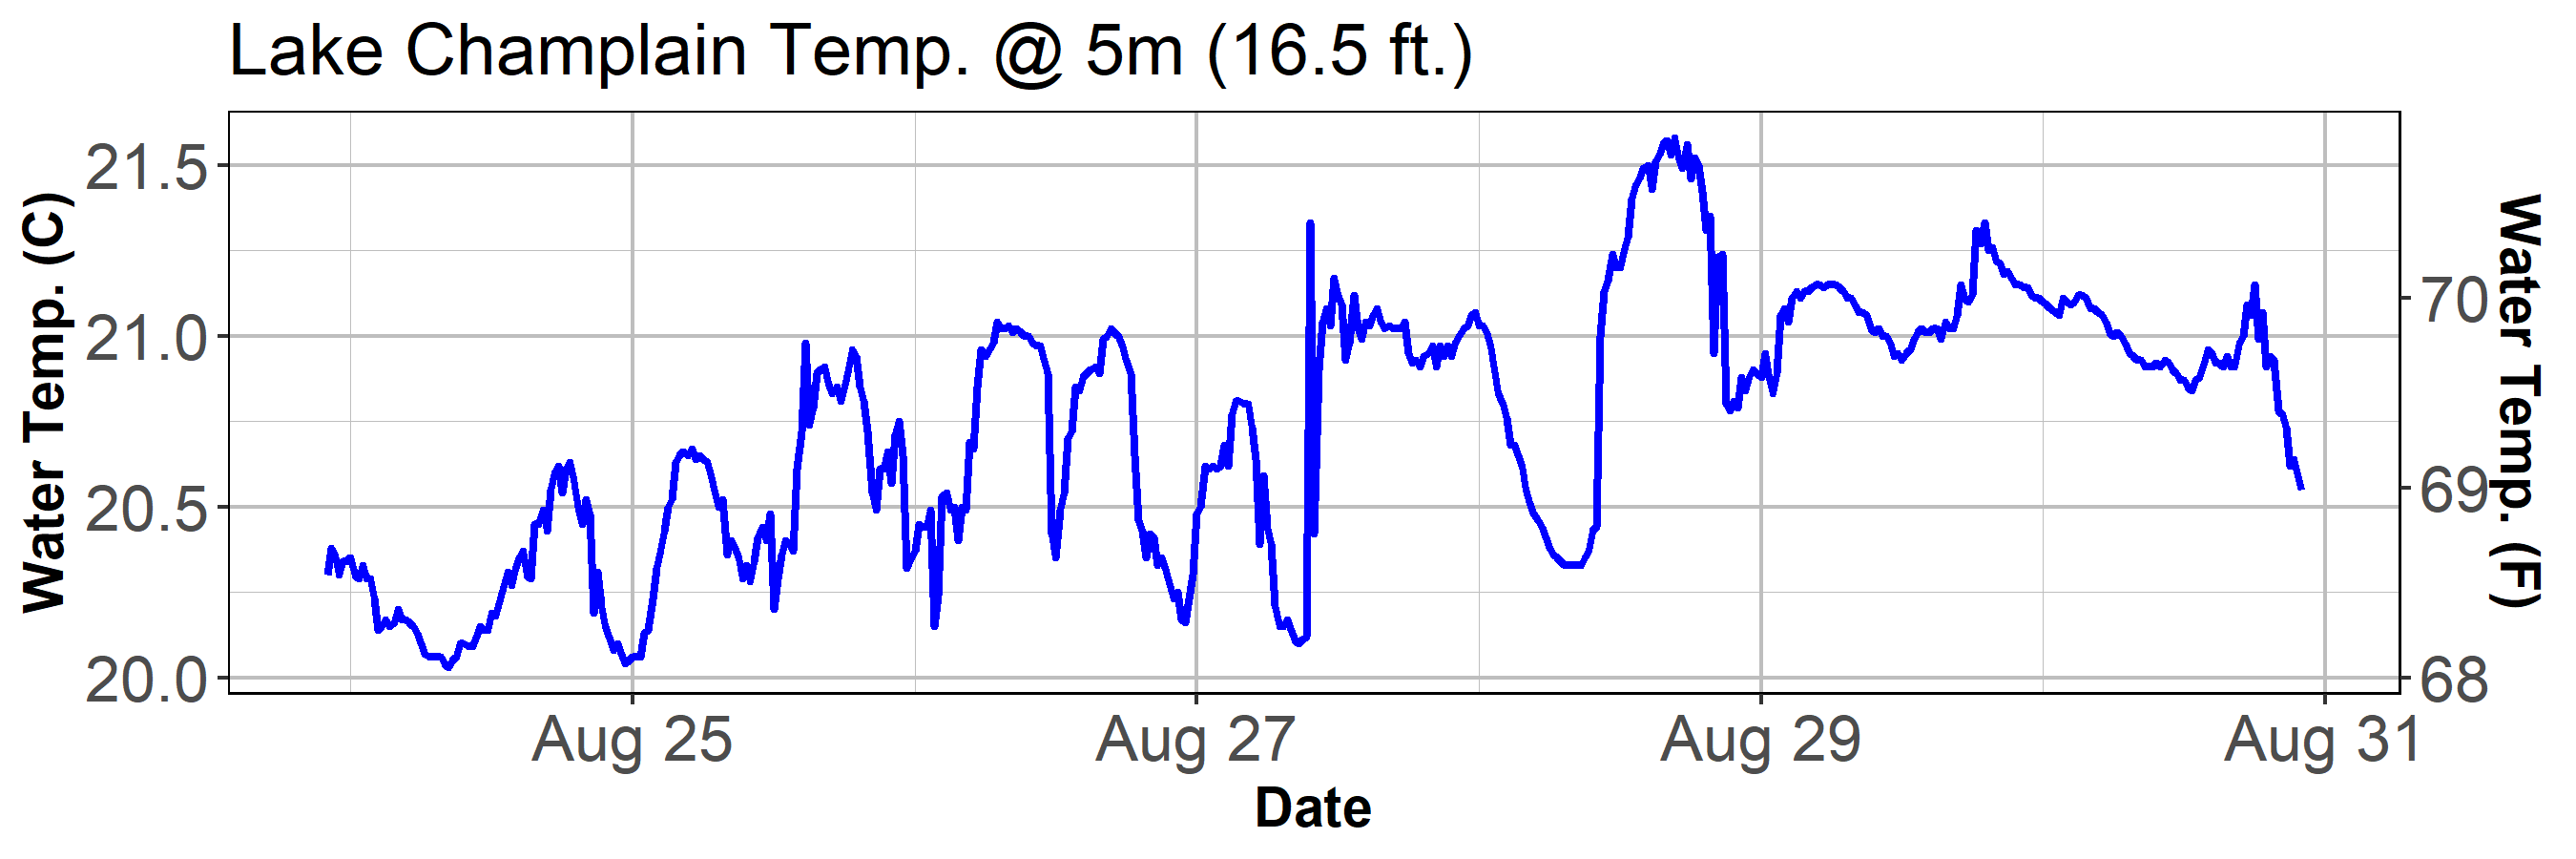 Lake Champlain Temp. @ 5m (16.5 ft.)
Water Temp. (C)
21.5
21.0
20.5
20.0
Water Temp. (F)
70
69
68
Aug 25
Aug 27
Aug 29
Aug 31
Date